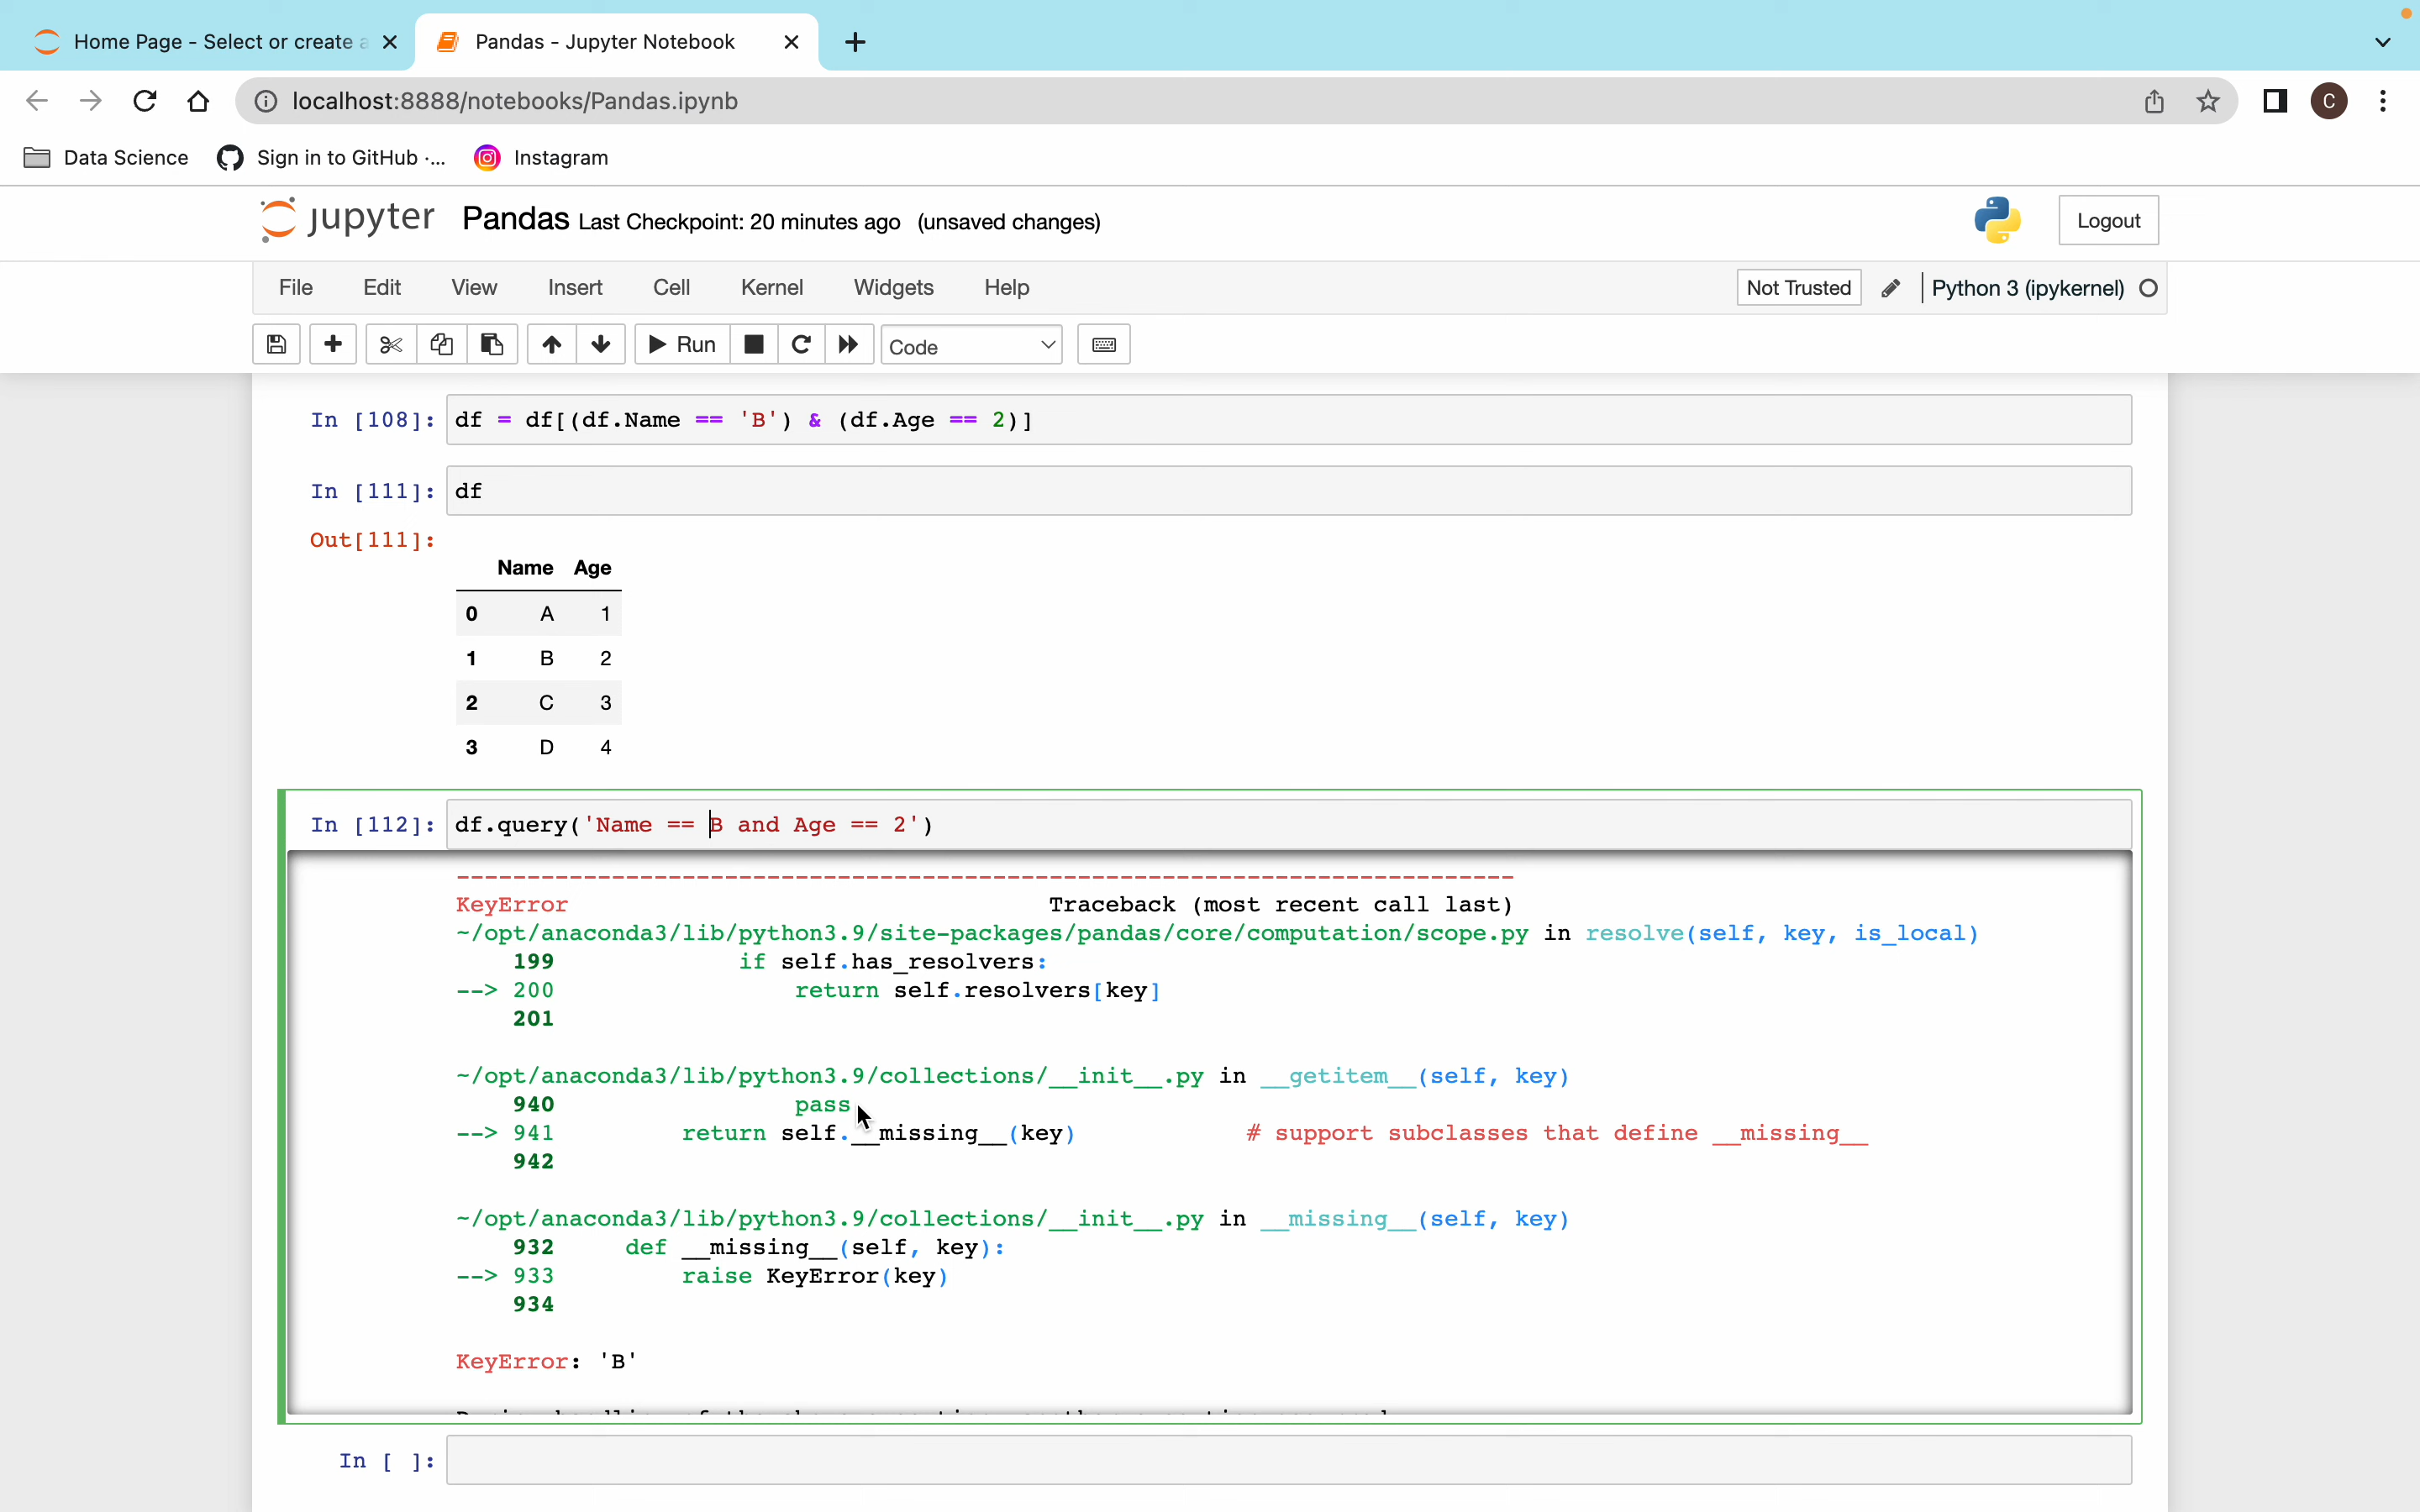 Home Page - Select or create a
Pandas - Jupyter Notebook
localhost:8888/notebooks/Pandas.ipynb
C
Data Science
Sign in to GitHub ·...
Instagram
jupyter Pandas Last Checkpoint: 20 minutes ago (unsaved changes)
Logout
File Edit View Insert Cell Kernel Widgets Help
Not Trusted
Python 3 (ipykernel)
Run
Code
In [108]: df = df[(df.Name == 'B') & (df.Age == 2)]
In [111]: df
Out[111]:
Name Age
0 A 1
1 B 2
2 C 3
3 D 4
In [112]: df.query('Name == B and Age == 2')
---------------------------------------------------------------------------
KeyError Traceback (most recent call last)
~/opt/anaconda3/lib/python3.9/site-packages/pandas/core/computation/scope.py in resolve(self, key, is_local)
199 if self.has_resolvers:
--> 200 return self.resolvers[key]
201
~/opt/anaconda3/lib/python3.9/collections/__init__.py in __getitem__(self, key)
940 pass
--> 941 return self.__missing__(key) # support subclasses that define __missing__
942
~/opt/anaconda3/lib/python3.9/collections/__init__.py in __missing__(self, key)
932 def __missing__(self, key):
--> 933 raise KeyError(key)
934
KeyError: 'B'
In [ ]: